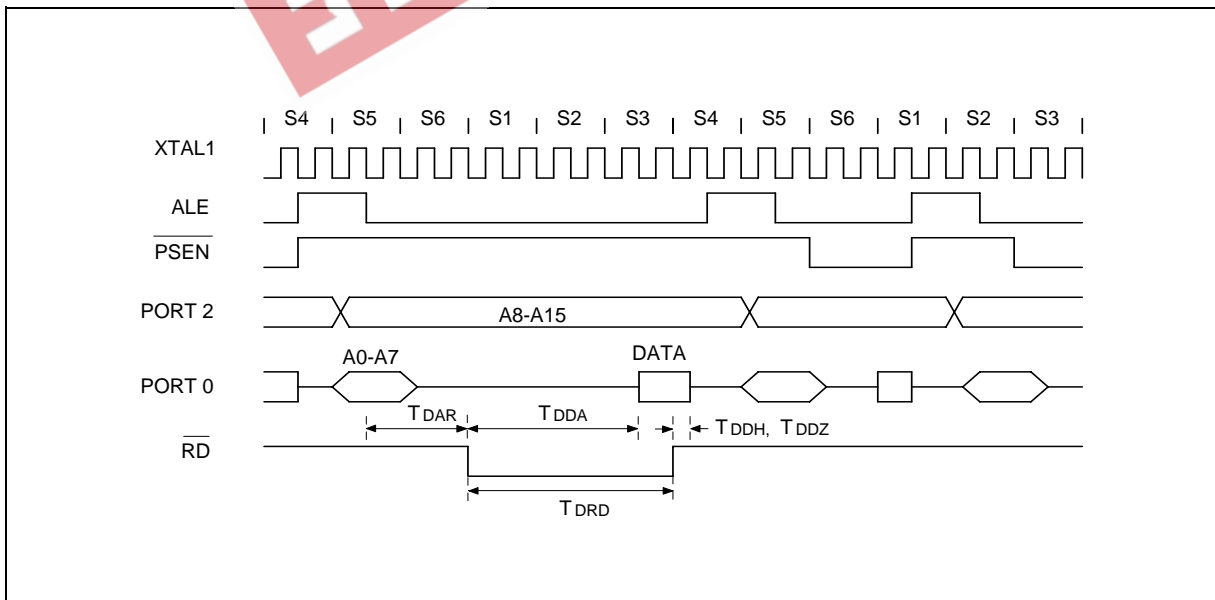 S4 S5 S6 S1 S2 S3 S4 S5 S6 S1 S2 S3
XTAL1
ALE
PSEN
PORT 2
A8-A15
A0-A7
DATA
PORT 0
TDAR
TDDA
TDDH, TDDZ
RD
TDRD